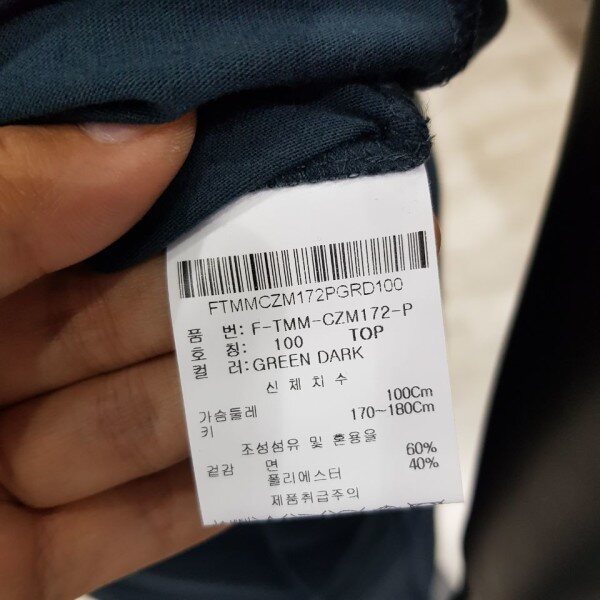 FTMMCZM172PGRD100
품 번: F-TMM-CZM172-P
호 칭: 100 TOP
컬 러: GREEN DARK
신체치수
가슴둘레 100Cm
키 170~180Cm
조성섬유 및 혼용율
겉감 면 60%
폴리에스터 40%
제품취급주의